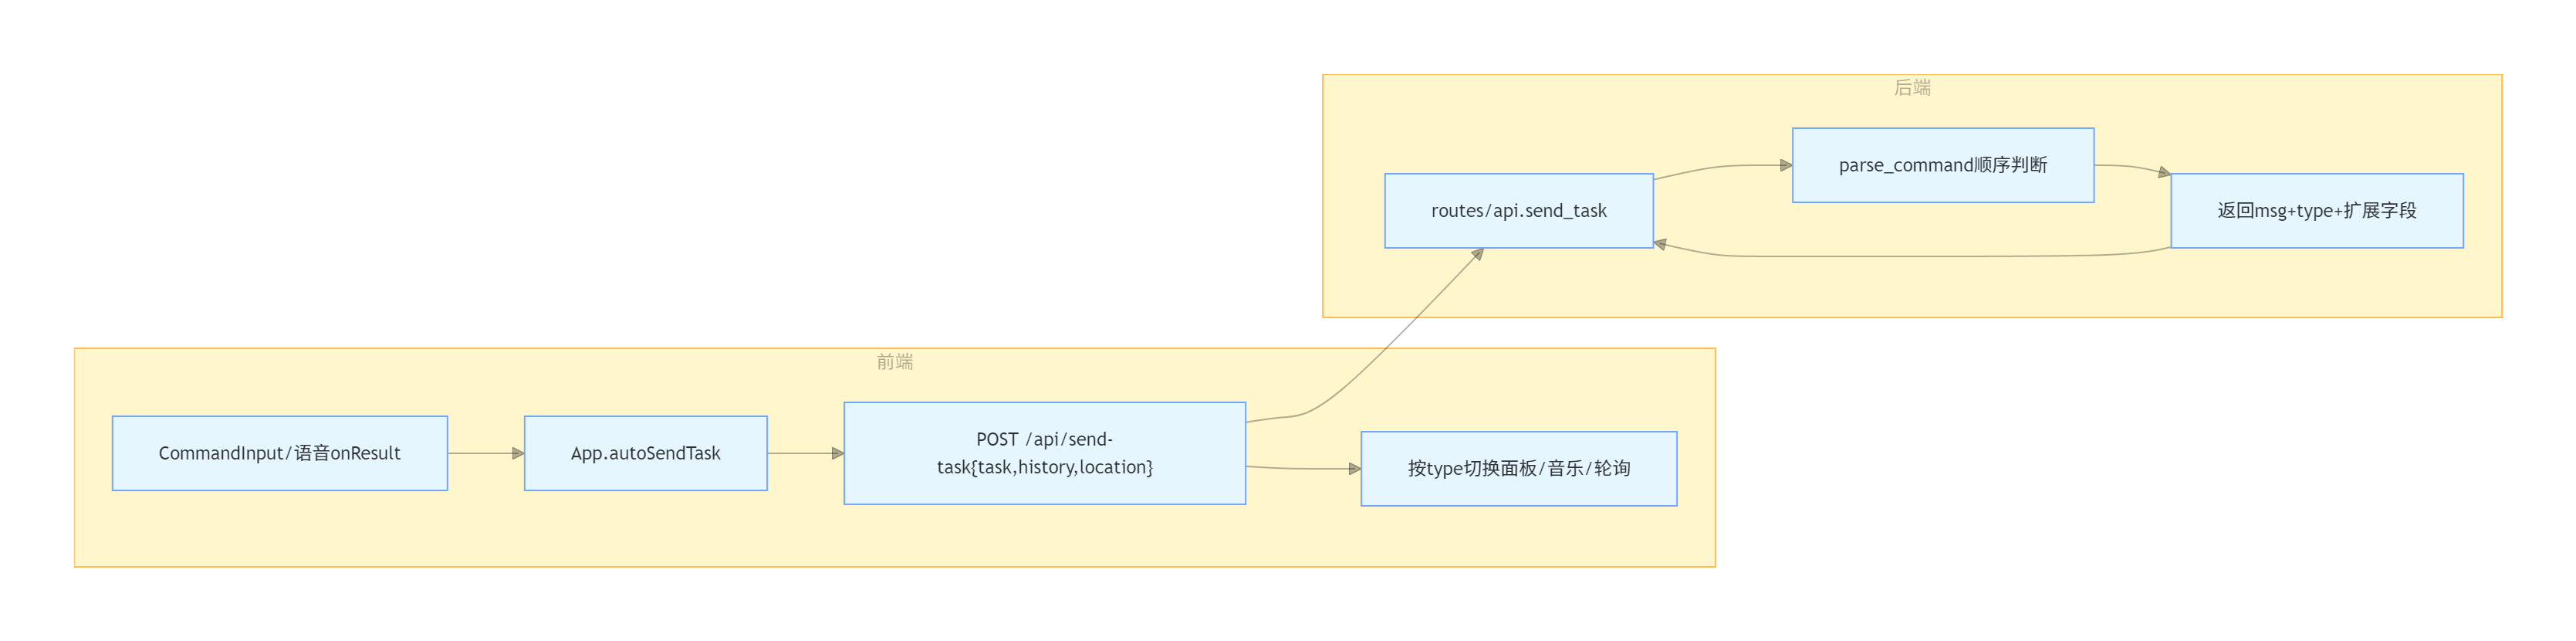 后端
parse_command顺序判断
routes/api.send_task
返回msg+type+扩展字段
前端
CommandInput/语音onResult
App.autoSendTask
POST /api/send-
task{task,history,location}
按type切换面板/音乐/轮询